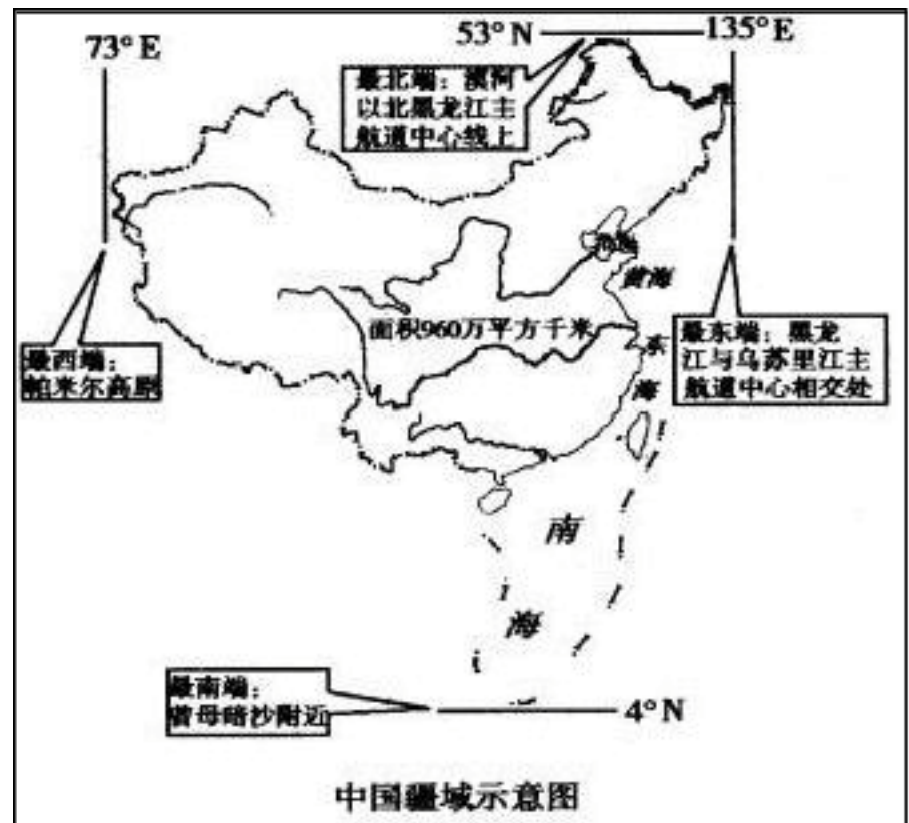 73°E
53°N
135°E
最北端：漠河
以北黑龙江主
航道中心线上
黄海
面积960万平方千米
东
海
最西端：
帕米尔高原
最东端：黑龙
江与乌苏里江主
航道中心相交处
南
海
最南端：
曾母暗沙附近
4°N
中国疆域示意图